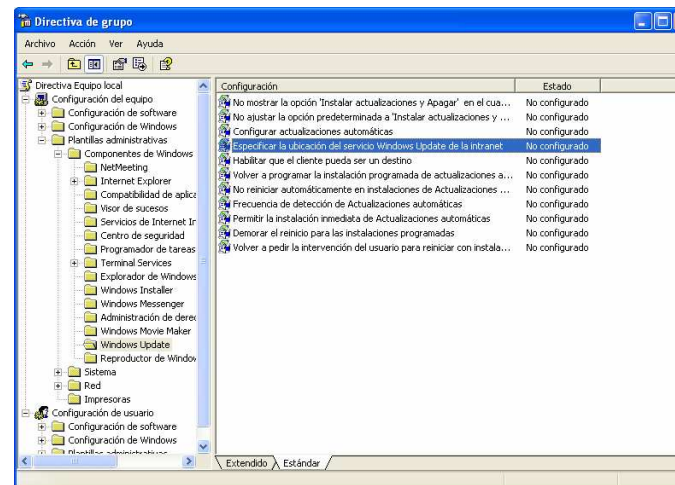 Directiva de grupo
Archivo Acción Ver Ayuda
Directiva Equipo local
Configuración del equipo
Configuración de software
Configuración de Windows
Plantillas administrativas
Componentes de Windows
NetMeeting
Internet Explorer
Compatibilidad de aplica
Visor de sucesos
Servicios de Internet Ir
Centro de seguridad
Programador de tareas
Terminal Services
Explorador de Windows
Windows Installer
Windows Messenger
Administración de derec
Windows Movie Maker
Windows Update
Reproductor de Window
Sistema
Red
Impresoras
Configuración de usuario
Configuración de software
Configuración de Windows
Plantillas administrativas
Configuración Estado
No mostrar la opción 'Instalar actualizaciones y Apagar' en el cua... No configurado
No ajustar la opción predeterminada a 'Instalar actualizaciones y ... No configurado
Configurar actualizaciones automáticas No configurado
Especificar la ubicación del servicio Windows Update de la intranet No configurado
Habilitar que el cliente pueda ser un destino No configurado
Volver a programar la instalación programada de actualizaciones a... No configurado
No reiniciar automáticamente en instalaciones de Actualizaciones ... No configurado
Frecuencia de detección de Actualizaciones automáticas No configurado
Permitir la instalación inmediata de Actualizaciones automáticas No configurado
Demorar el reinicio para las instalaciones programadas No configurado
Volver a pedir la intervención del usuario para reiniciar con instala... No configurado
Extendido Estándar